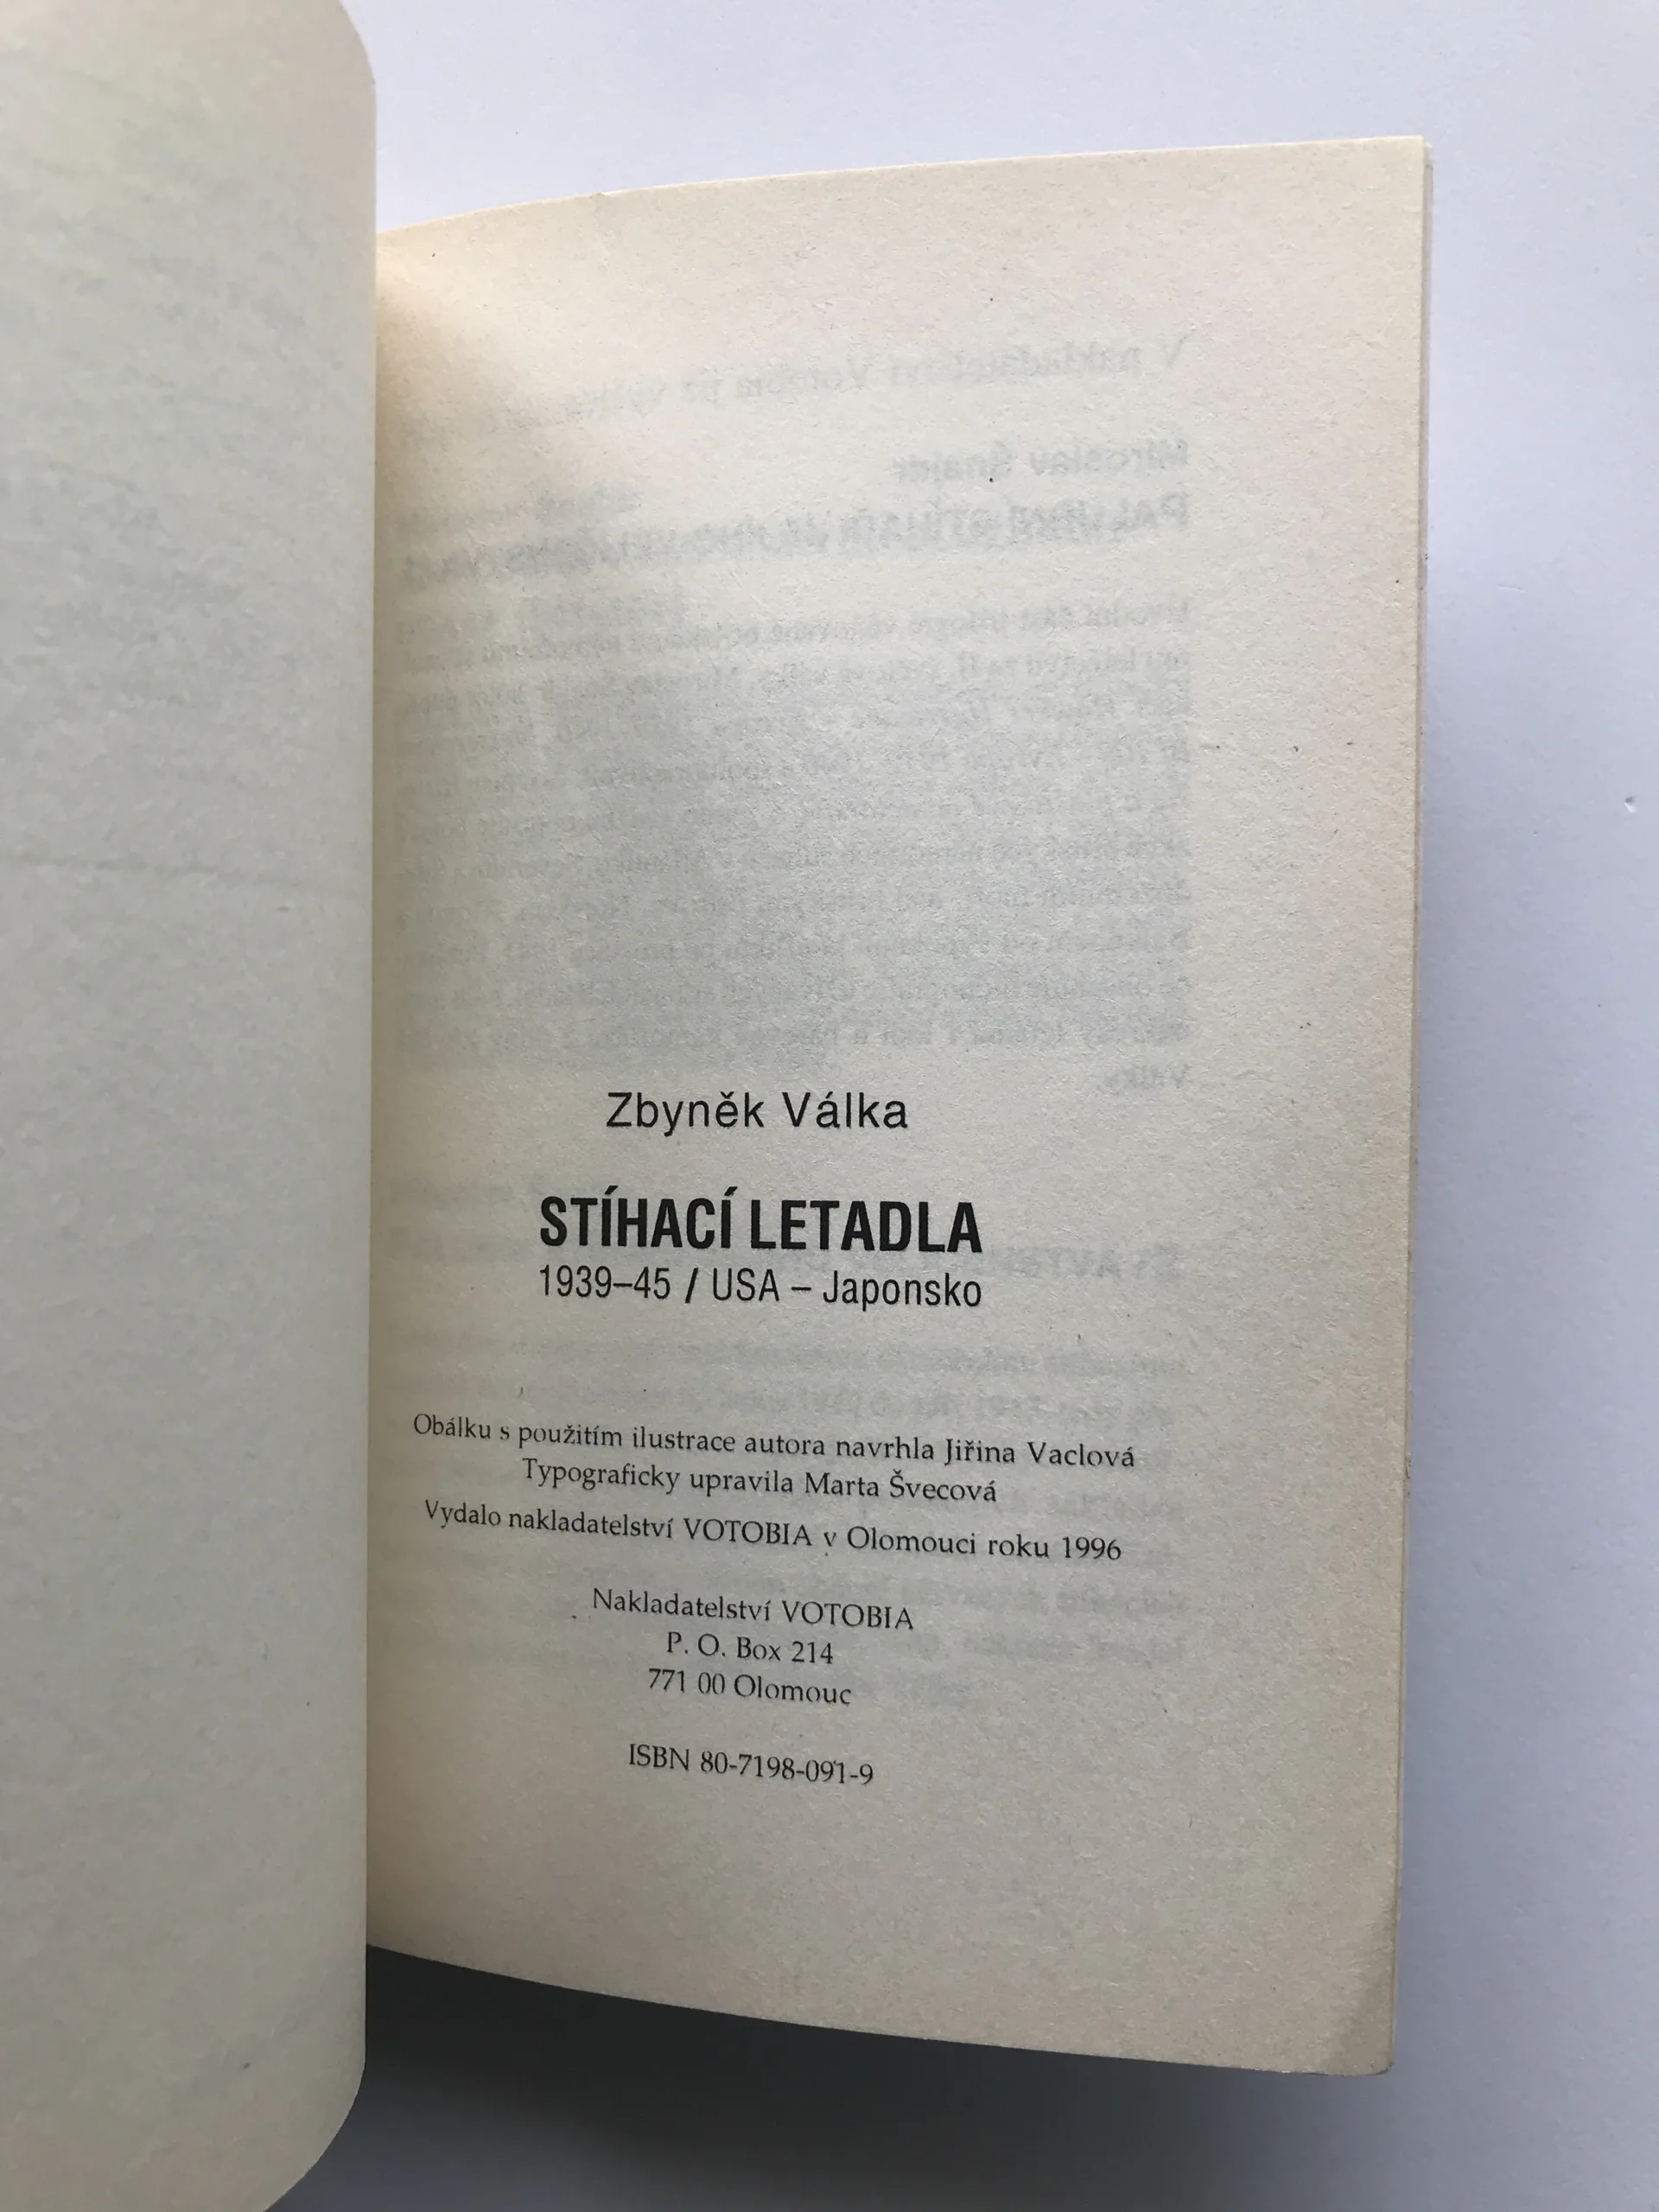 Zbyněk Válka
STÍHACÍ LETADLA
1939–45 / USA – Japonsko
Obálku s použitím ilustrace autora navrhla Jiřina Vaclová
Typograficky upravila Marta Švecová
Vydalo nakladatelství VOTOBIA v Olomouci roku 1996
Nakladatelství VOTOBIA
P. O. Box 214
771 00 Olomouc
ISBN 80-7198-091-9